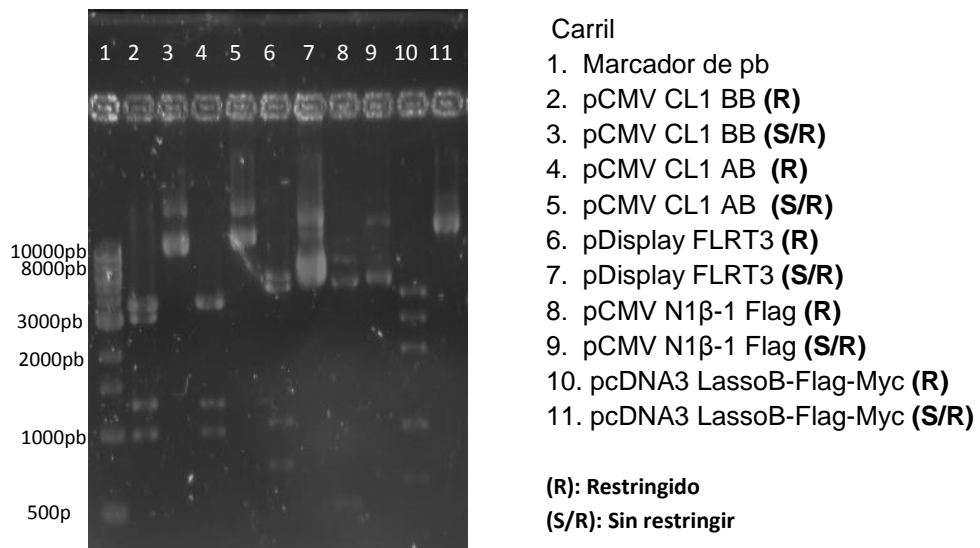 1 2 3 4 5 6 7 8 9 10 11
10000pb
8000pb
3000pb
2000pb
1000pb
500p
Carril
1. Marcador de pb
2. pCMV CL1 BB (R)
3. pCMV CL1 BB (S/R)
4. pCMV CL1 AB (R)
5. pCMV CL1 AB (S/R)
6. pDisplay FLRT3 (R)
7. pDisplay FLRT3 (S/R)
8. pCMV N1β-1 Flag (R)
9. pCMV N1β-1 Flag (S/R)
10. pcDNA3 LassoB-Flag-Myc (R)
11. pcDNA3 LassoB-Flag-Myc (S/R)
(R): Restringido
(S/R): Sin restringir